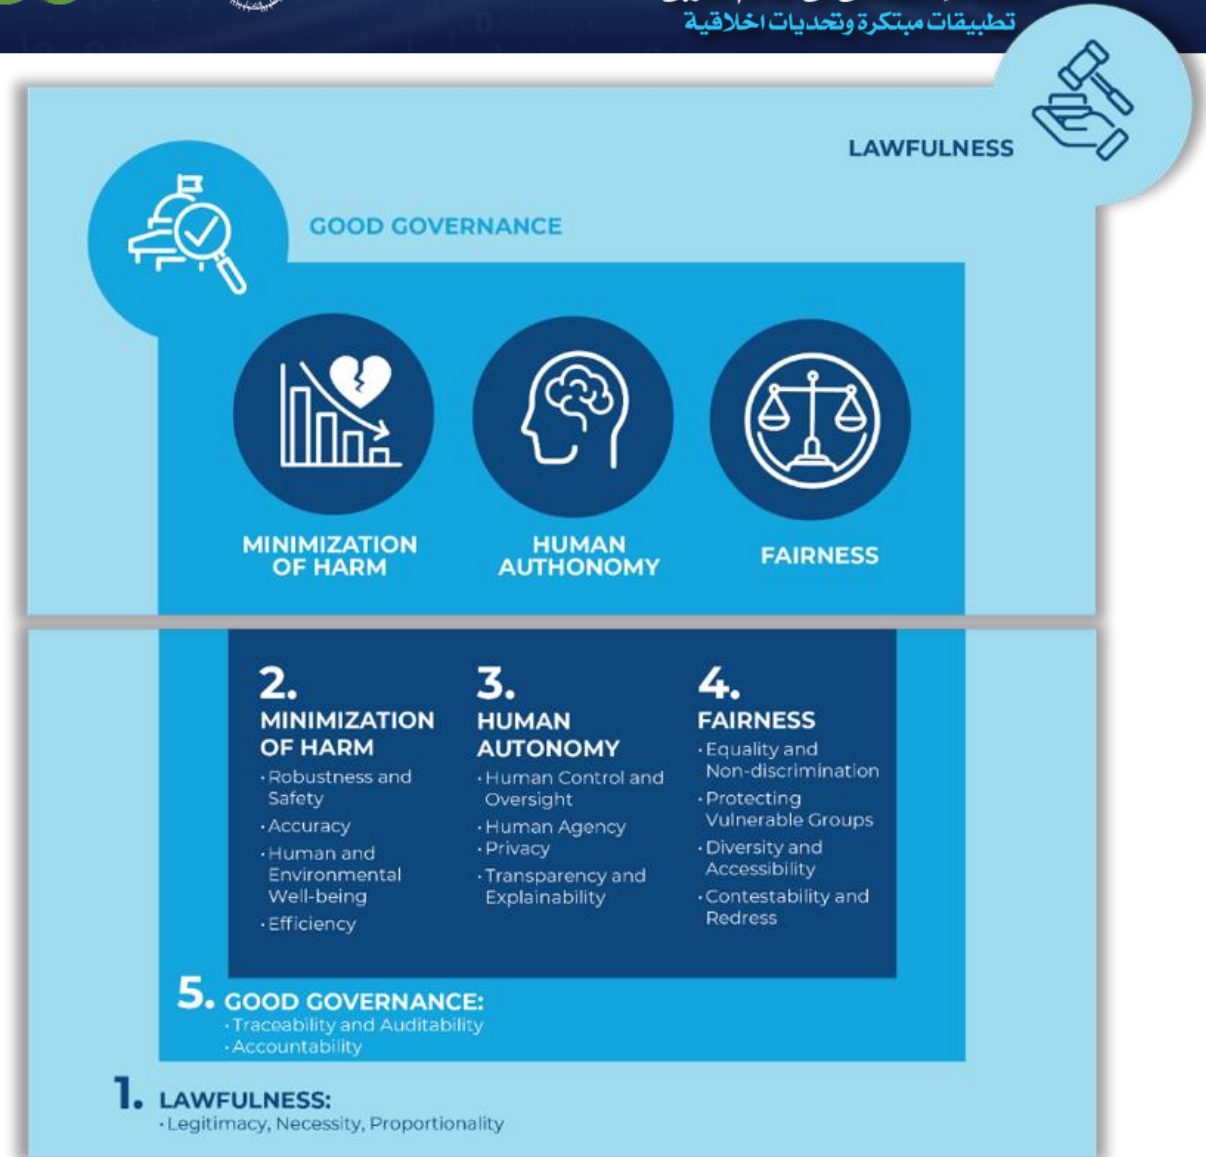 تطبيقات مبتكرة وتحديات اخلاقية
LAWFULNESS
GOOD GOVERNANCE
MINIMIZATION
OF HARM
HUMAN
AUTHONOMY
FAIRNESS
2.
MINIMIZATION
OF HARM
· Robustness and
Safety
· Accuracy
· Human and
Environmental
Well-being
· Efficiency
3.
HUMAN
AUTONOMY
· Human Control and
Oversight
· Human Agency
· Privacy
· Transparency and
Explainability
4.
FAIRNESS
· Equality and
Non-discrimination
· Protecting
Vulnerable Groups
· Diversity and
Accessibility
· Contestability and
Redress
5. GOOD GOVERNANCE:
· Traceability and Auditability
· Accountability
1. LAWFULNESS:
· Legitimacy, Necessity, Proportionality